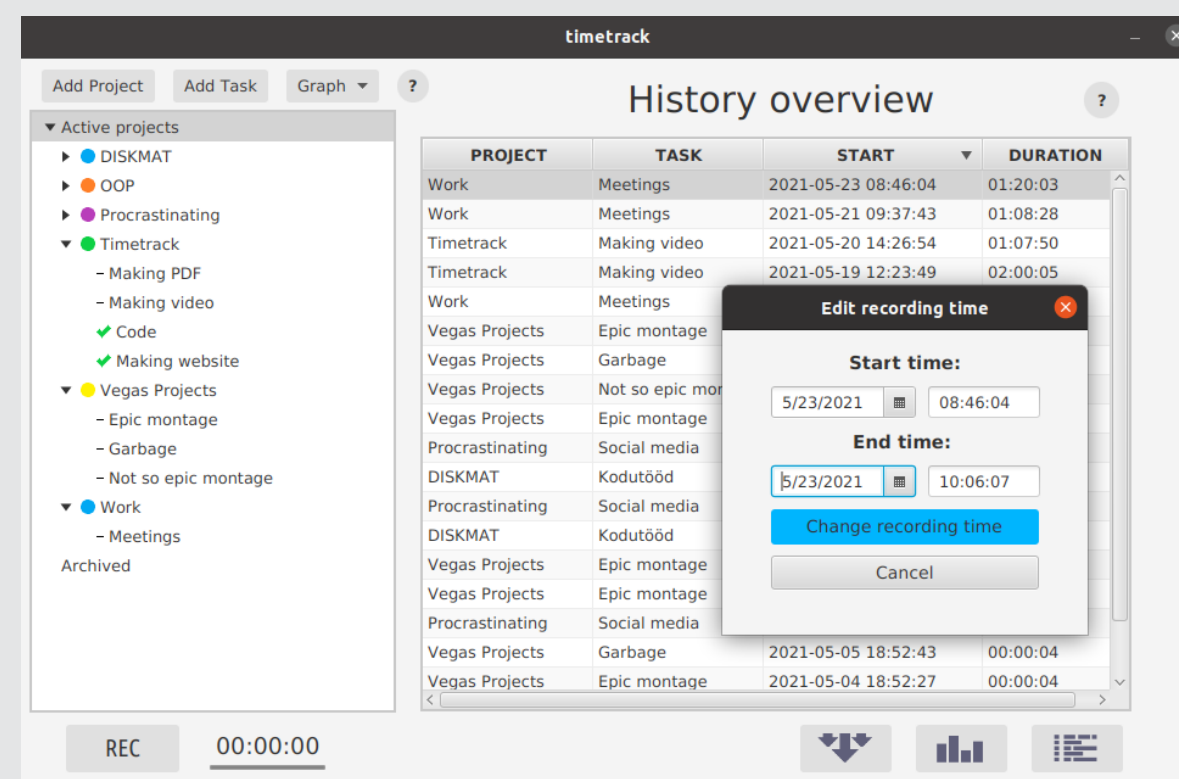 timetrack
Add Project Add Task Graph ?
Active projects
DISKMAT
OOP
Procrastinating
Timetrack
– Making PDF
– Making video
Code
Making website
Vegas Projects
– Epic montage
– Garbage
– Not so epic montage
Work
– Meetings
Archived
History overview ?
PROJECT TASK START DURATION
Work Meetings 2021-05-23 08:46:04 01:20:03
Work Meetings 2021-05-21 09:37:43 01:08:28
Timetrack Making video 2021-05-20 14:26:54 01:07:50
Timetrack Making video 2021-05-19 12:23:49 02:00:05
Work Meetings
Vegas Projects Epic montage
Vegas Projects Garbage
Vegas Projects Not so epic mon
Vegas Projects Epic montage
Procrastinating Social media
DISKMAT Kodutööd
Procrastinating Social media
DISKMAT Kodutööd
Vegas Projects Epic montage
Vegas Projects Epic montage
Procrastinating Social media
Vegas Projects Garbage 2021-05-05 18:52:43 00:00:04
Vegas Projects Epic montage 2021-05-04 18:52:27 00:00:04
Edit recording time
Start time:
5/23/2021 08:46:04
End time:
5/23/2021 10:06:07
Change recording time
Cancel
REC 00:00:00